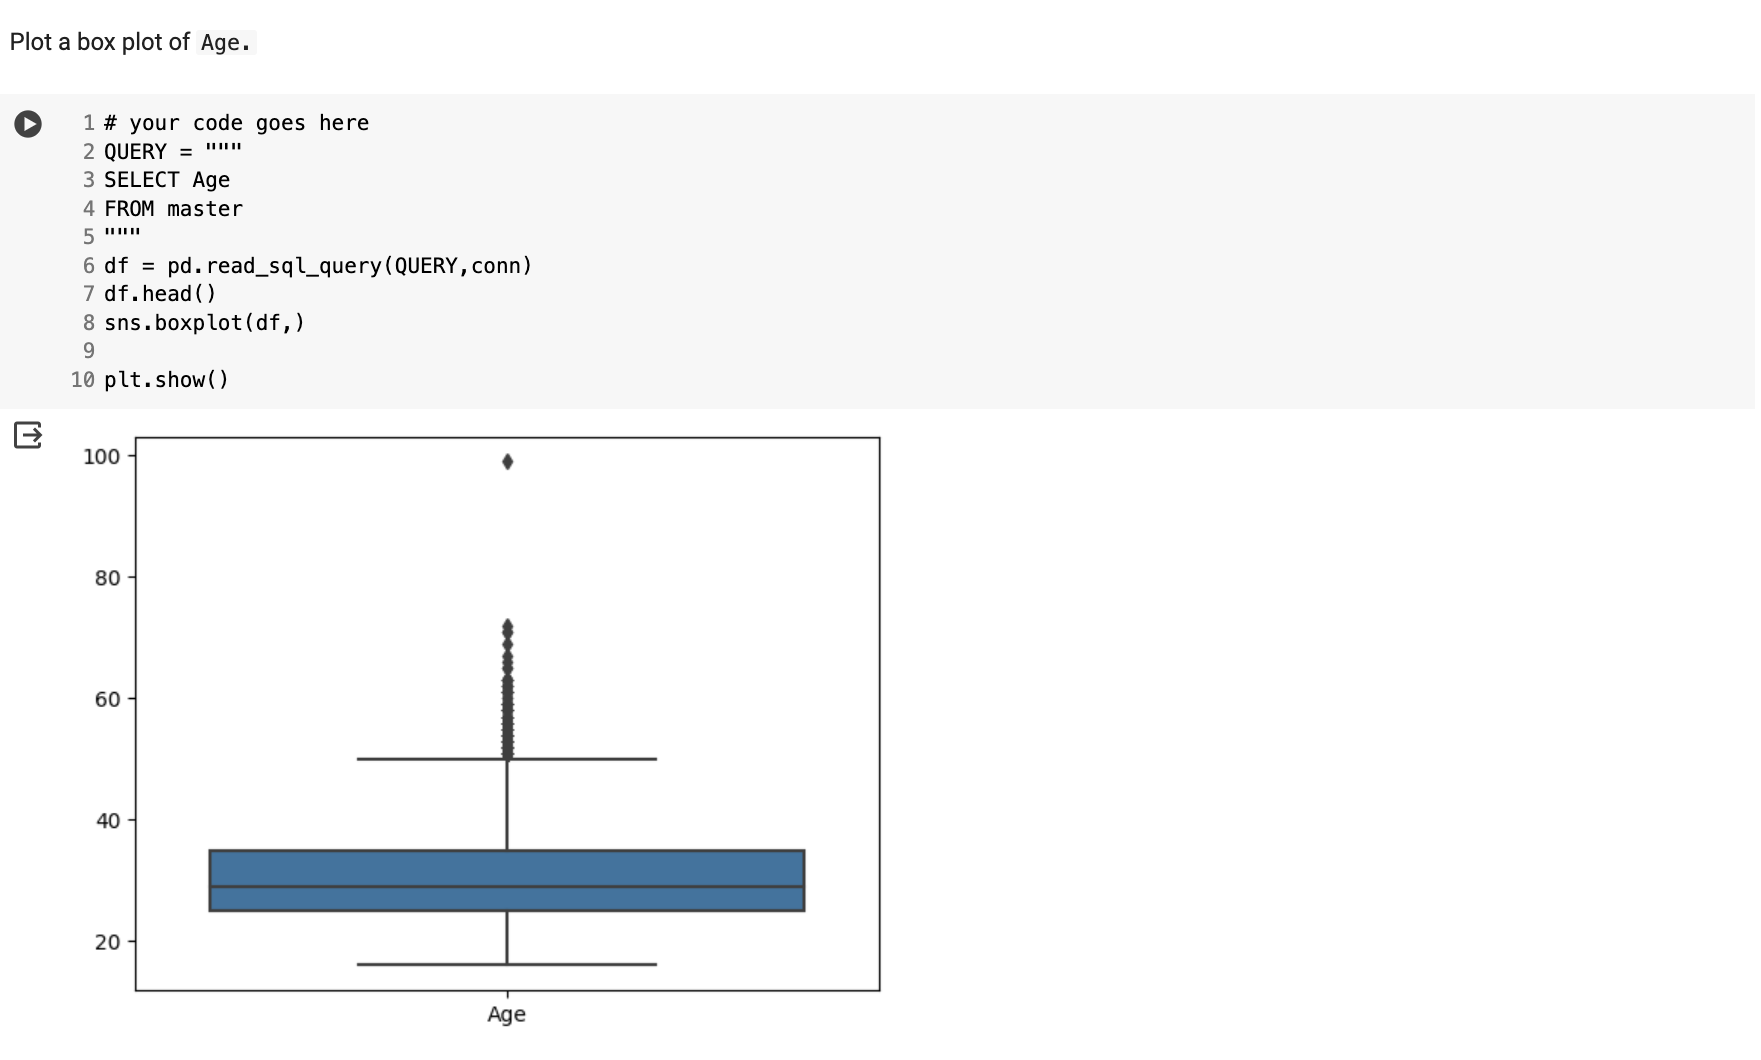 Plot a box plot of Age.
1 # your code goes here
2 QUERY = """
3 SELECT Age
4 FROM master
5 """
6 df = pd.read_sql_query(QUERY,conn)
7 df.head()
8 sns.boxplot(df,)
9
10 plt.show()
100
80
60
40
20
Age